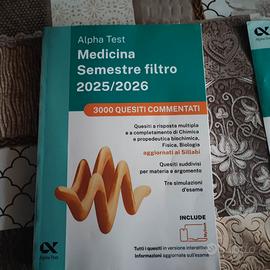 Alpha Test
Medicina
Semestre filtro
2025/2026
3000 QUESITI COMMENTATI
Quesiti a risposta multipla
e a completamento di Chimica
e propedeutica biochimica,
Fisica, Biologia
aggiornati ai Sillabi
Quesiti suddivisi
per materia e argomento
Tre simulazioni
d'esame
INCLUDE
Tutti i quesiti in versione interattiva
Informazioni aggiornate sull'esame
Alpha Test